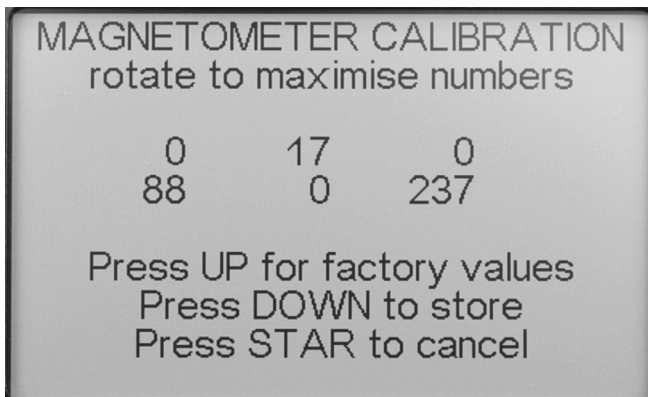 MAGNETOMETER CALIBRATION
rotate to maximise numbers
0 17 0
88 0 237
Press UP for factory values
Press DOWN to store
Press STAR to cancel